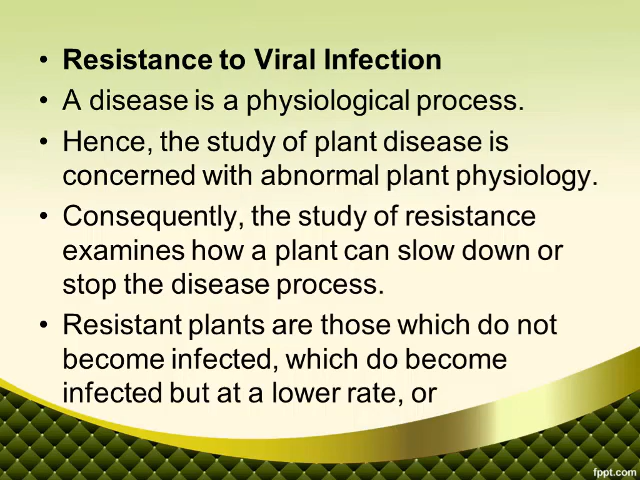 • Resistance to Viral Infection
• A disease is a physiological process.
• Hence, the study of plant disease is
concerned with abnormal plant physiology.
• Consequently, the study of resistance
examines how a plant can slow down or
stop the disease process.
• Resistant plants are those which do not
become infected, which do become
infected but at a lower rate, or
fppt.com